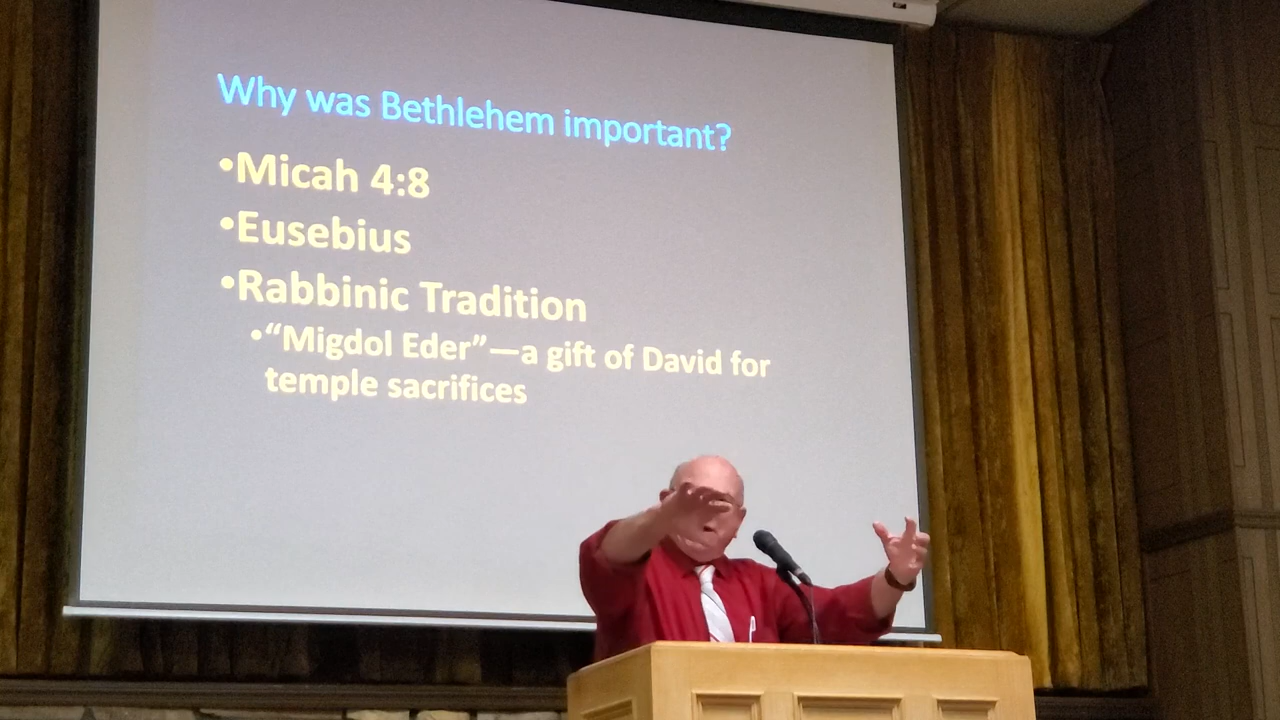 Why was Bethlehem important?
•Micah 4:8
•Eusebius
•Rabbinic Tradition
•“Migdol Eder”—a gift of David for
temple sacrifices